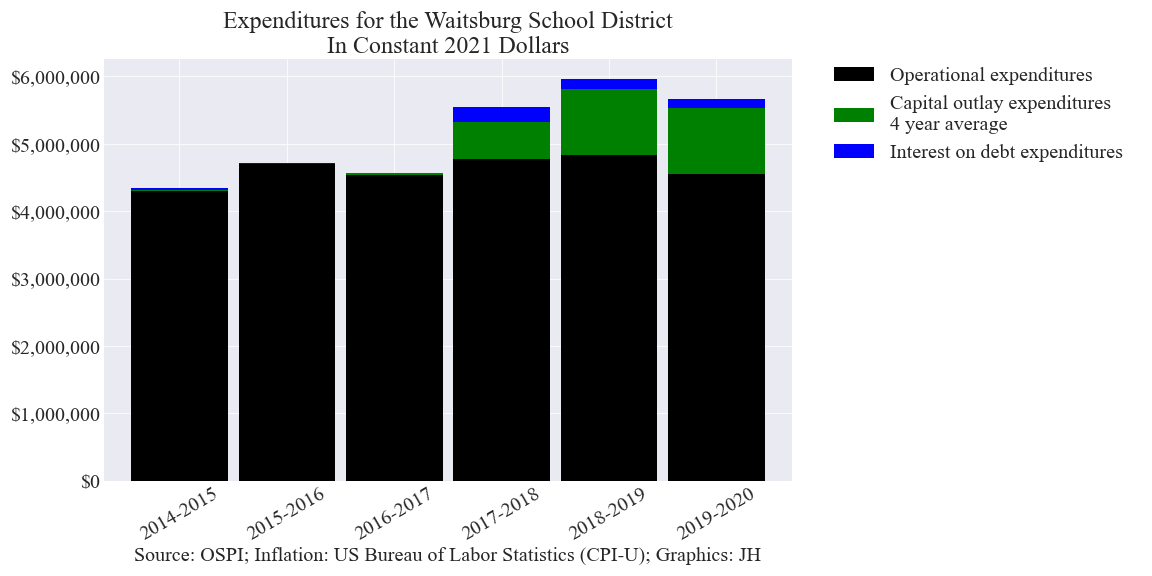 Expenditures for the Waitsburg School District
In Constant 2021 Dollars
$6,000,000
$5,000,000
$4,000,000
$3,000,000
$2,000,000
$1,000,000
$0
2014-2015
2015-2016
2016-2017
2017-2018
2018-2019
2019-2020
Source: OSPI; Inflation: US Bureau of Labor Statistics (CPI-U); Graphics: JH
Operational expenditures
Capital outlay expenditures
4 year average
Interest on debt expenditures